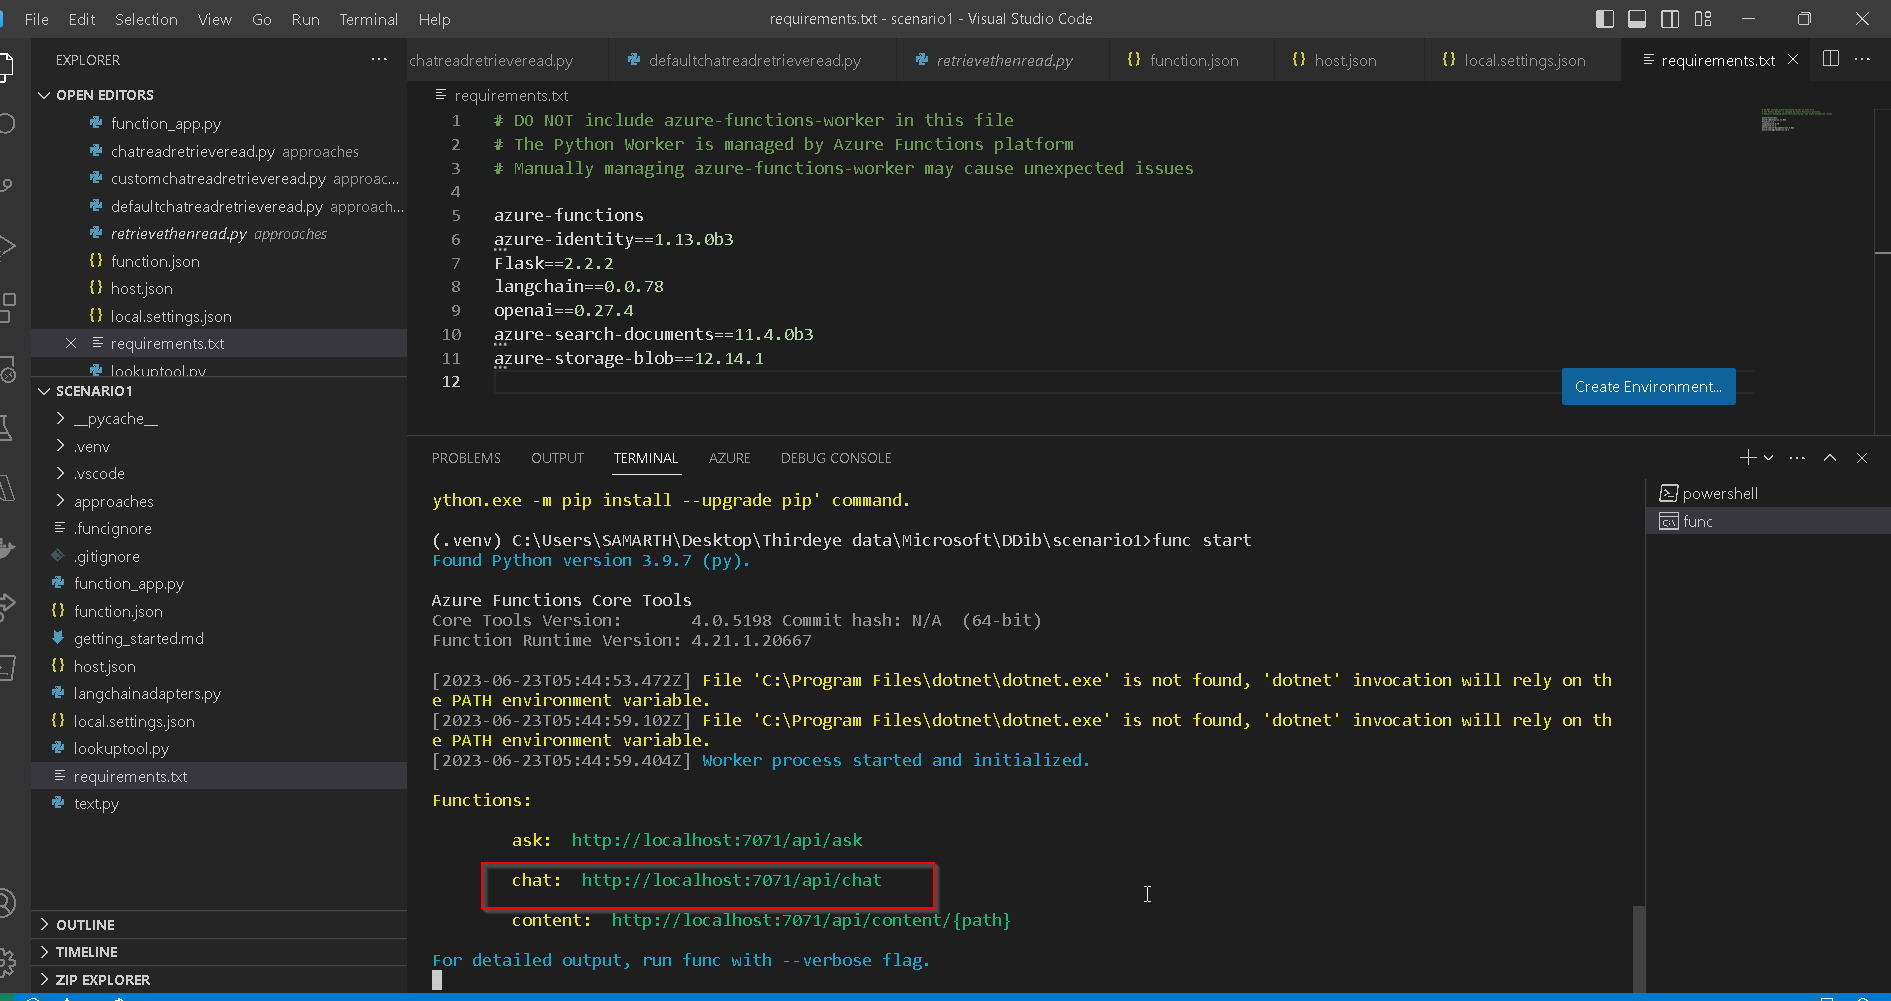 File Edit Selection View Go Run Terminal Help
requirements.txt - scenario1 - Visual Studio Code
EXPLORER
OPEN EDITORS
function_app.py
chatreadretrieveread.py approaches
customchatreadretrieveread.py approac...
defaultchatreadretrieveread.py approach...
retrievethenread.py approaches
function.json
host.json
local.settings.json
requirements.txt
lookuptool.py
SCENARIO1
__pycache__
.venv
.vscode
approaches
.funcignore
.gitignore
function_app.py
function.json
getting_started.md
host.json
langchainadapters.py
local.settings.json
lookuptool.py
requirements.txt
text.py
OUTLINE
TIMELINE
ZIP EXPLORER
chatreadretrieveread.py defaultchatreadretrieveread.py retrievethenread.py function.json host.json local.settings.json requirements.txt
requirements.txt
1 # DO NOT include azure-functions-worker in this file
2 # The Python Worker is managed by Azure Functions platform
3 # Manually managing azure-functions-worker may cause unexpected issues
4
5 azure-functions
6 azure-identity==1.13.0b3
7 Flask==2.2.2
8 langchain==0.0.78
9 openai==0.27.4
10 azure-search-documents==11.4.0b3
11 azure-storage-blob==12.14.1
12
Create Environment...
PROBLEMS OUTPUT TERMINAL AZURE DEBUG CONSOLE
ython.exe -m pip install --upgrade pip' command.
(.venv) C:\Users\SAMARTH\Desktop\Thirdeye data\Microsoft\DDib\scenario1>func start
Found Python version 3.9.7 (py).
Azure Functions Core Tools
Core Tools Version: 4.0.5198 Commit hash: N/A (64-bit)
Function Runtime Version: 4.21.1.20667
[2023-06-23T05:44:53.472Z] File 'C:\Program Files\dotnet\dotnet.exe' is not found, 'dotnet' invocation will rely on th
e PATH environment variable.
[2023-06-23T05:44:59.102Z] File 'C:\Program Files\dotnet\dotnet.exe' is not found, 'dotnet' invocation will rely on th
e PATH environment variable.
[2023-06-23T05:44:59.404Z] Worker process started and initialized.
Functions:
ask: http://localhost:7071/api/ask
chat: http://localhost:7071/api/chat
content: http://localhost:7071/api/content/{path}
For detailed output, run func with --verbose flag.
powershell
func